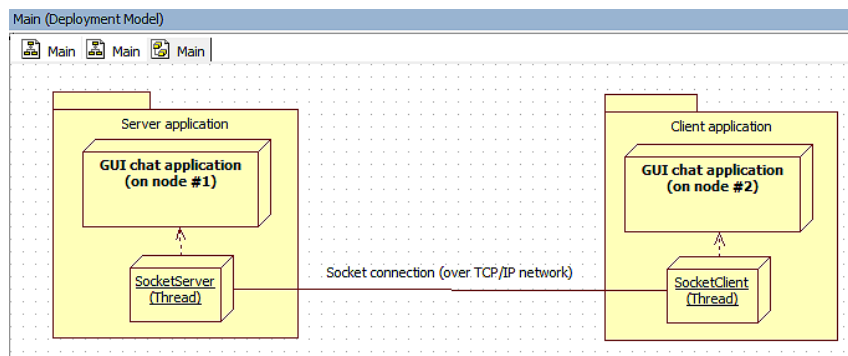 Main (Deployment Model)
Main Main Main
Server application
Client application
GUI chat application
(on node #1)
GUI chat application
(on node #2)
Socket connection (over TCP/IP network)
SocketServer
(Thread)
SocketClient
(Thread)